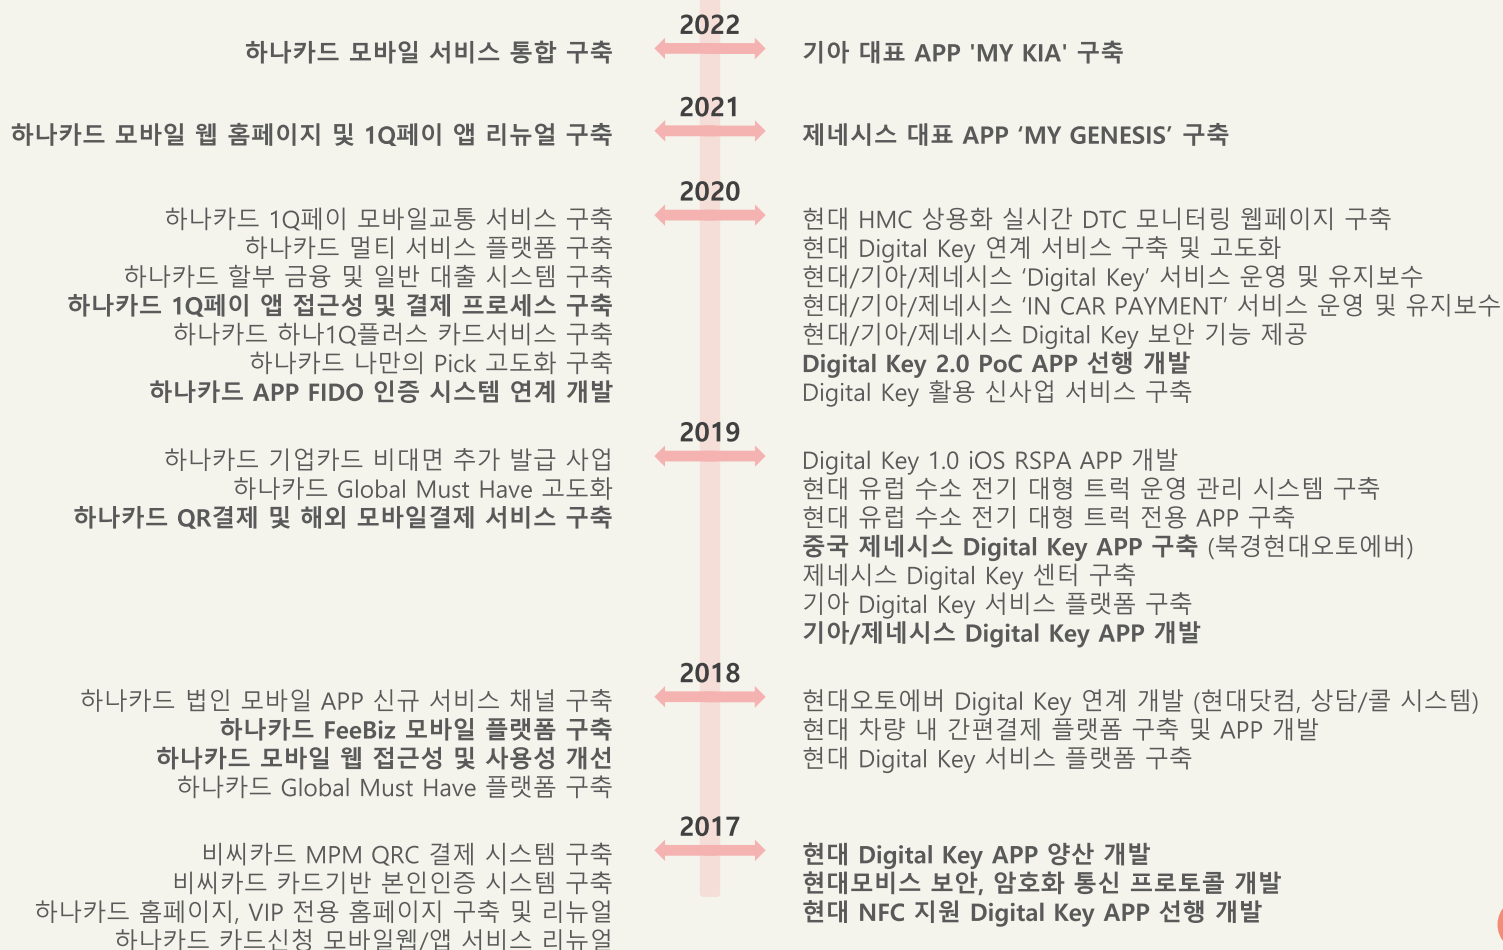 2022
하나카드 모바일 서비스 통합 구축
기아 대표 APP 'MY KIA' 구축
2021
하나카드 모바일 웹 홈페이지 및 1Q페이 앱 리뉴얼 구축
제네시스 대표 APP ‘MY GENESIS’ 구축
2020
하나카드 1Q페이 모바일교통 서비스 구축
하나카드 멀티 서비스 플랫폼 구축
하나카드 할부 금융 및 일반 대출 시스템 구축
하나카드 1Q페이 앱 접근성 및 결제 프로세스 구축
하나카드 하나1Q플러스 카드서비스 구축
하나카드 나만의 Pick 고도화 구축
하나카드 APP FIDO 인증 시스템 연계 개발
현대 HMC 상용화 실시간 DTC 모니터링 웹페이지 구축
현대 Digital Key 연계 서비스 구축 및 고도화
현대/기아/제네시스 ‘Digital Key’ 서비스 운영 및 유지보수
현대/기아/제네시스 ‘IN CAR PAYMENT’ 서비스 운영 및 유지보수
현대/기아/제네시스 Digital Key 보안 기능 제공
Digital Key 2.0 PoC APP 선행 개발
Digital Key 활용 신사업 서비스 구축
2019
하나카드 기업카드 비대면 추가 발급 사업
하나카드 Global Must Have 고도화
하나카드 QR결제 및 해외 모바일결제 서비스 구축
Digital Key 1.0 iOS RSPA APP 개발
현대 유럽 수소 전기 대형 트럭 운영 관리 시스템 구축
현대 유럽 수소 전기 대형 트럭 전용 APP 구축
중국 제네시스 Digital Key APP 구축 (북경현대오토에버)
제네시스 Digital Key 센터 구축
기아 Digital Key 서비스 플랫폼 구축
기아/제네시스 Digital Key APP 개발
2018
하나카드 법인 모바일 APP 신규 서비스 채널 구축
하나카드 FeeBiz 모바일 플랫폼 구축
하나카드 모바일 웹 접근성 및 사용성 개선
하나카드 Global Must Have 플랫폼 구축
현대오토에버 Digital Key 연계 개발 (현대닷컴, 상담/콜 시스템)
현대 차량 내 간편결제 플랫폼 구축 및 APP 개발
현대 Digital Key 서비스 플랫폼 구축
2017
비씨카드 MPM QRC 결제 시스템 구축
비씨카드 카드기반 본인인증 시스템 구축
하나카드 홈페이지, VIP 전용 홈페이지 구축 및 리뉴얼
하나카드 카드신청 모바일웹/앱 서비스 리뉴얼
현대 Digital Key APP 양산 개발
현대모비스 보안, 암호화 통신 프로토콜 개발
현대 NFC 지원 Digital Key APP 선행 개발